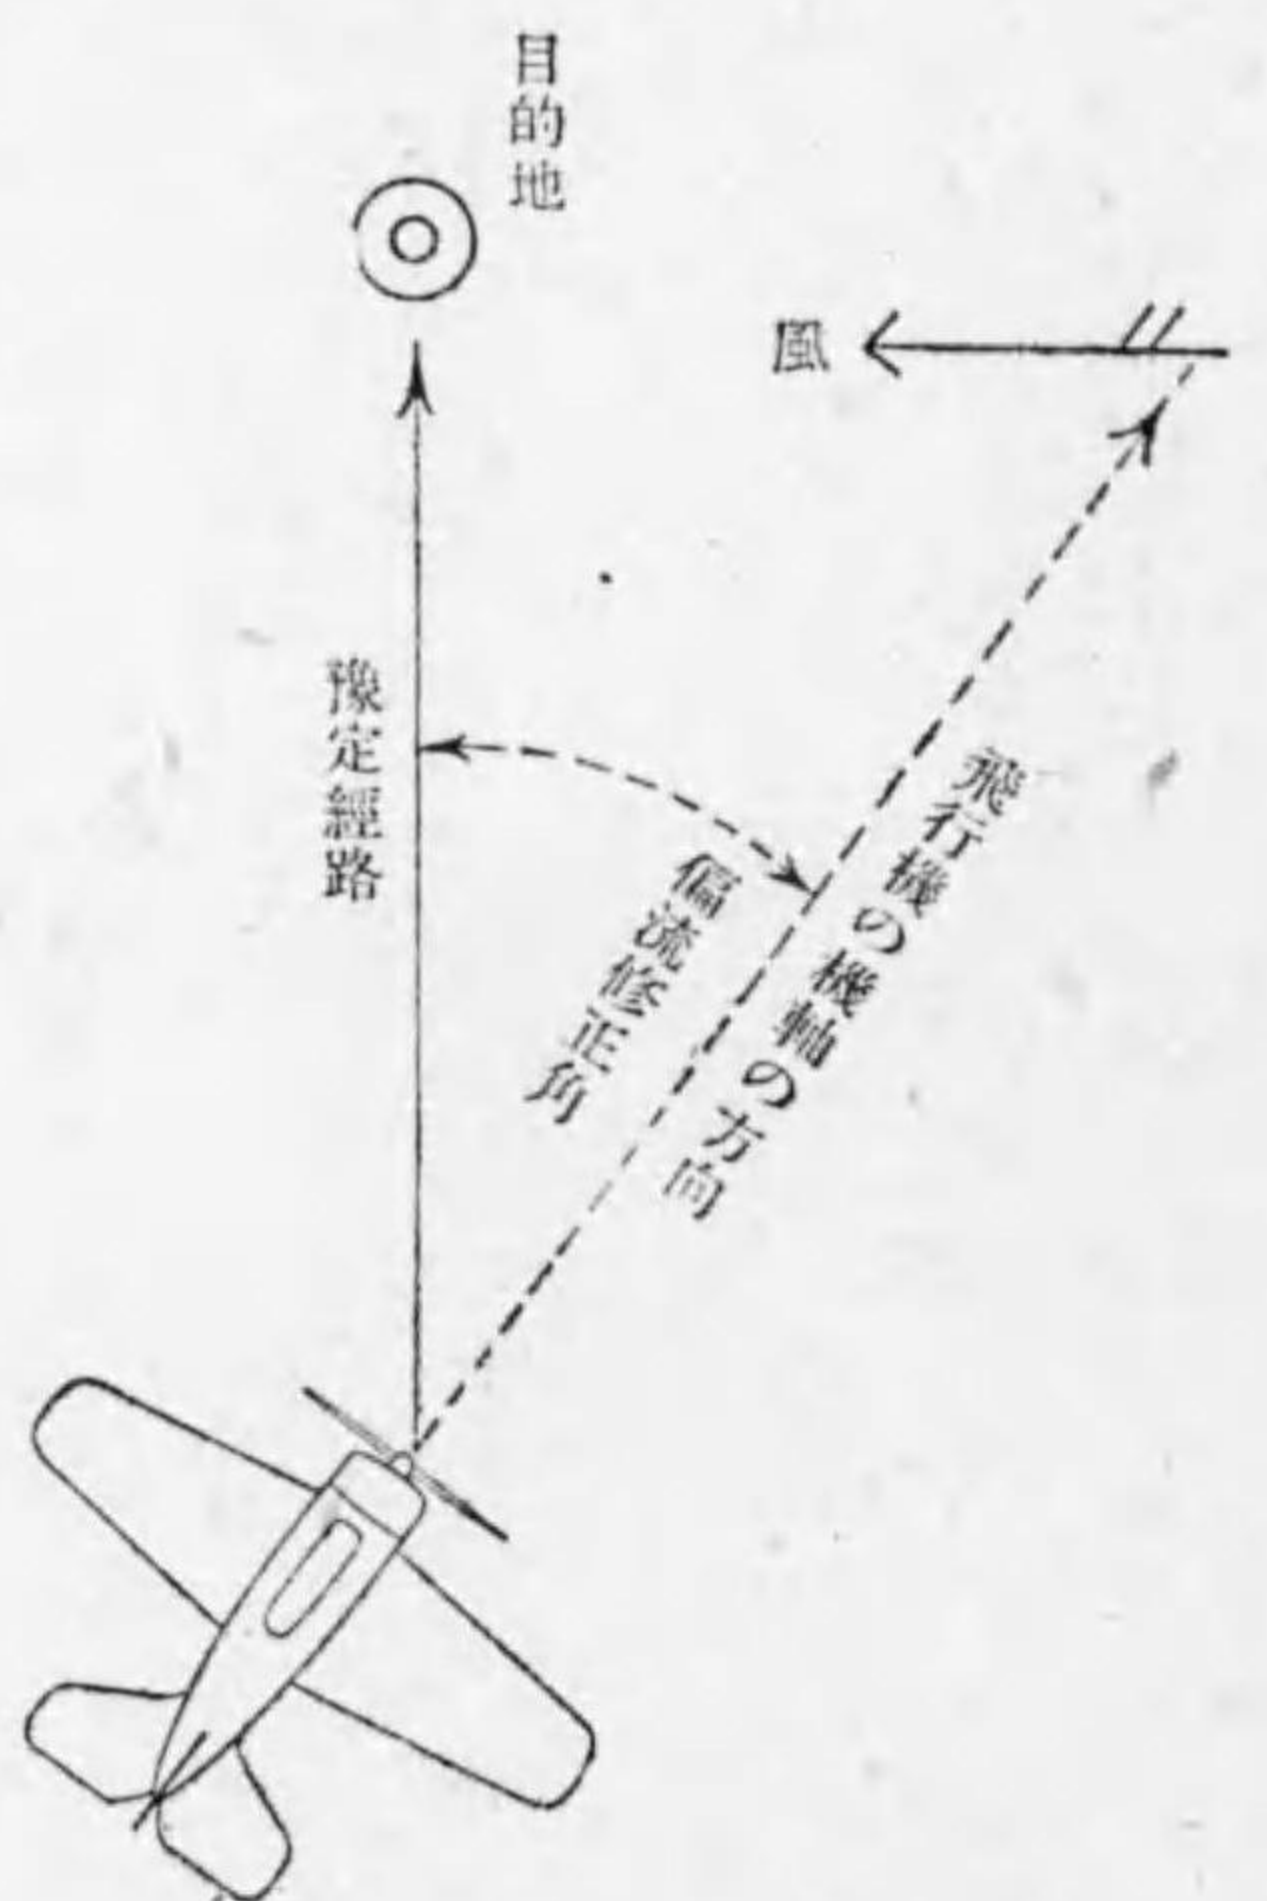 目的地
風
飛行機の機軸の方向
偏流修正角
豫定經路